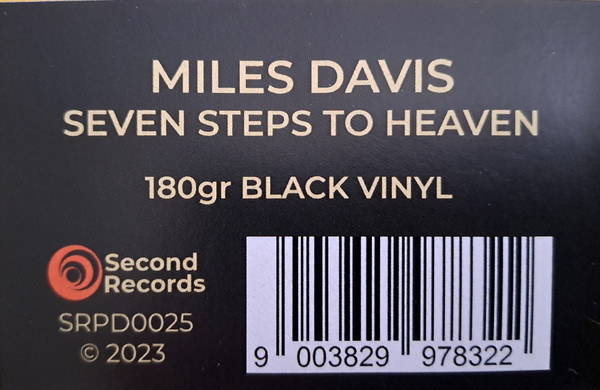 MILES DAVIS
SEVEN STEPS TO HEAVEN
180gr BLACK VINYL
Second
Records
SRPD0025
© 2023
9 003829 978322